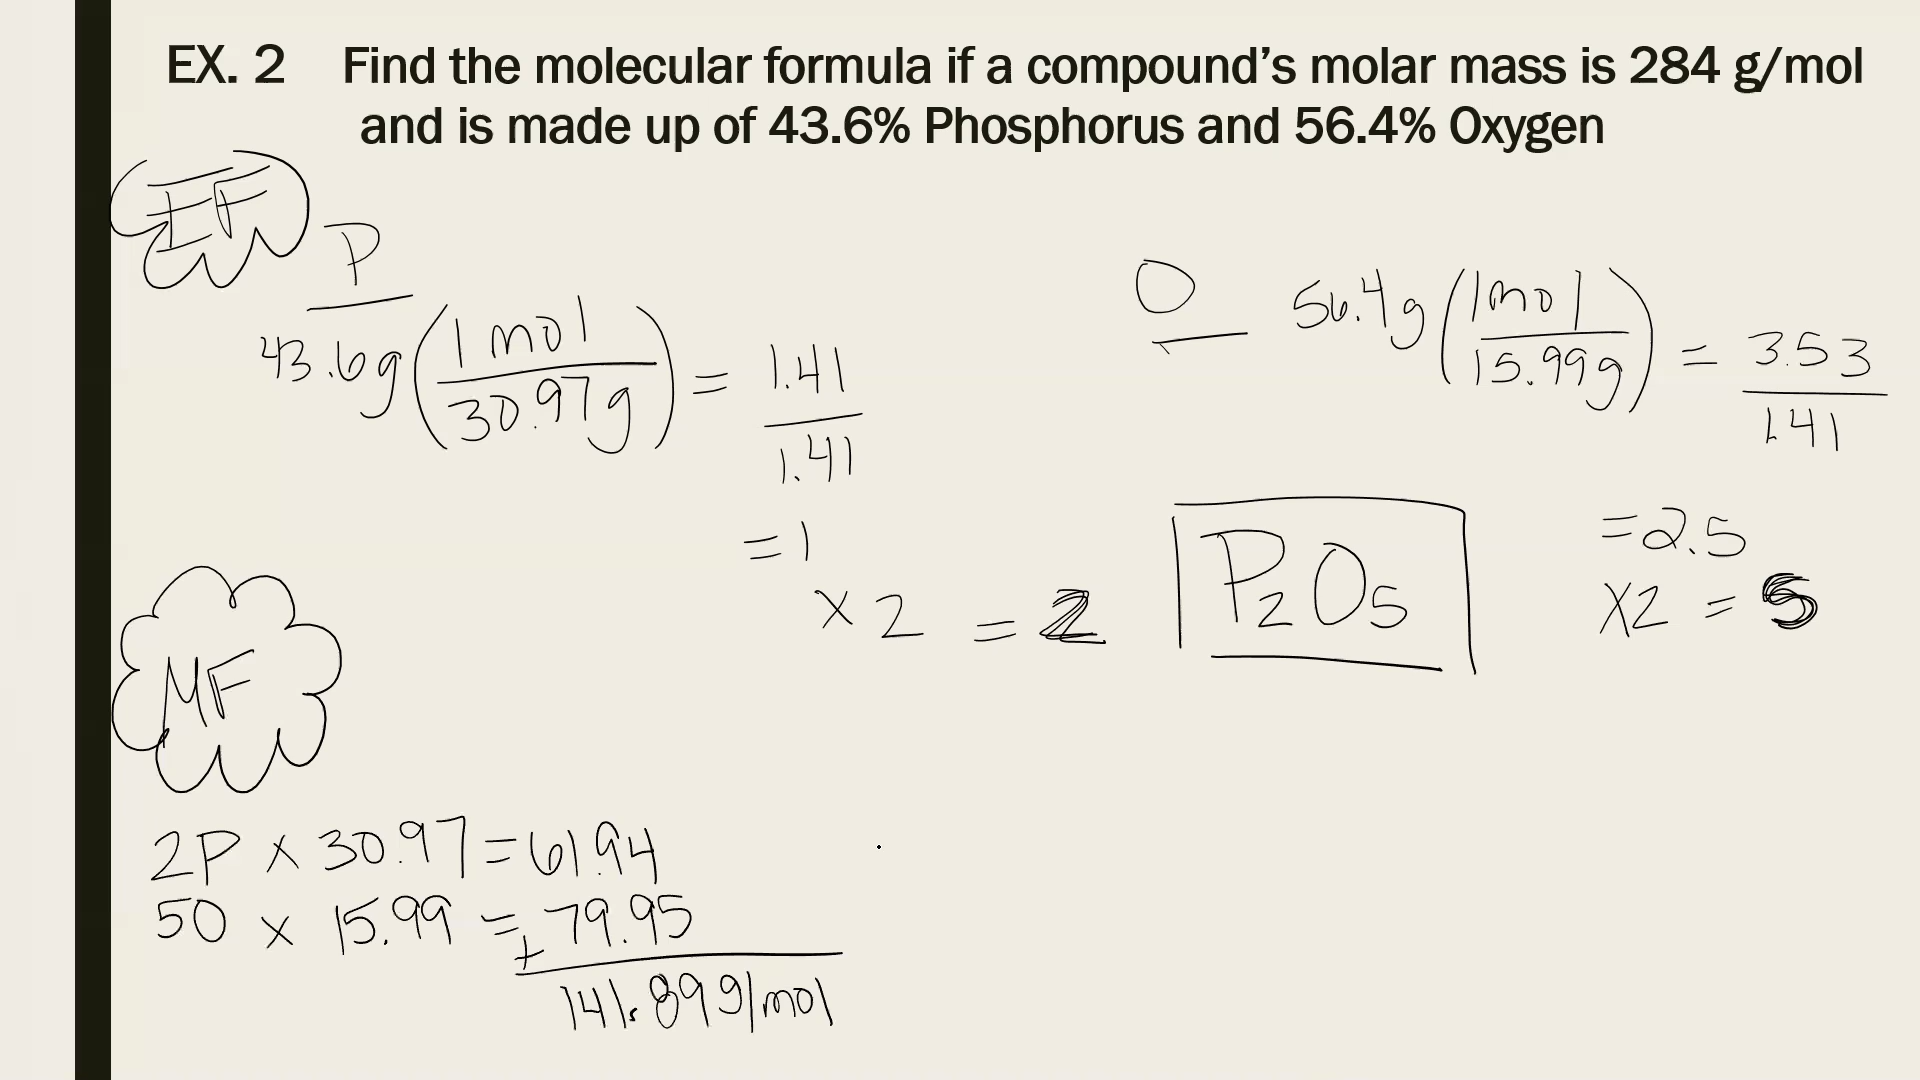 EX. 2 Find the molecular formula if a compound's molar mass is 284 g/mol
and is made up of 43.6% Phosphorus and 56.4% Oxygen
EF
P
43.6g (1 mol / 30.97g) = 1.41 / 1.41
= 1
x 2 = 2
O
56.4g (1 mol / 15.99g) = 3.53 / 1.41
= 2.5
x2 = 5
P₂O₅
MF
2P x 30.97 = 61.94
5O x 15.99 = + 79.95
141.89 g/mol